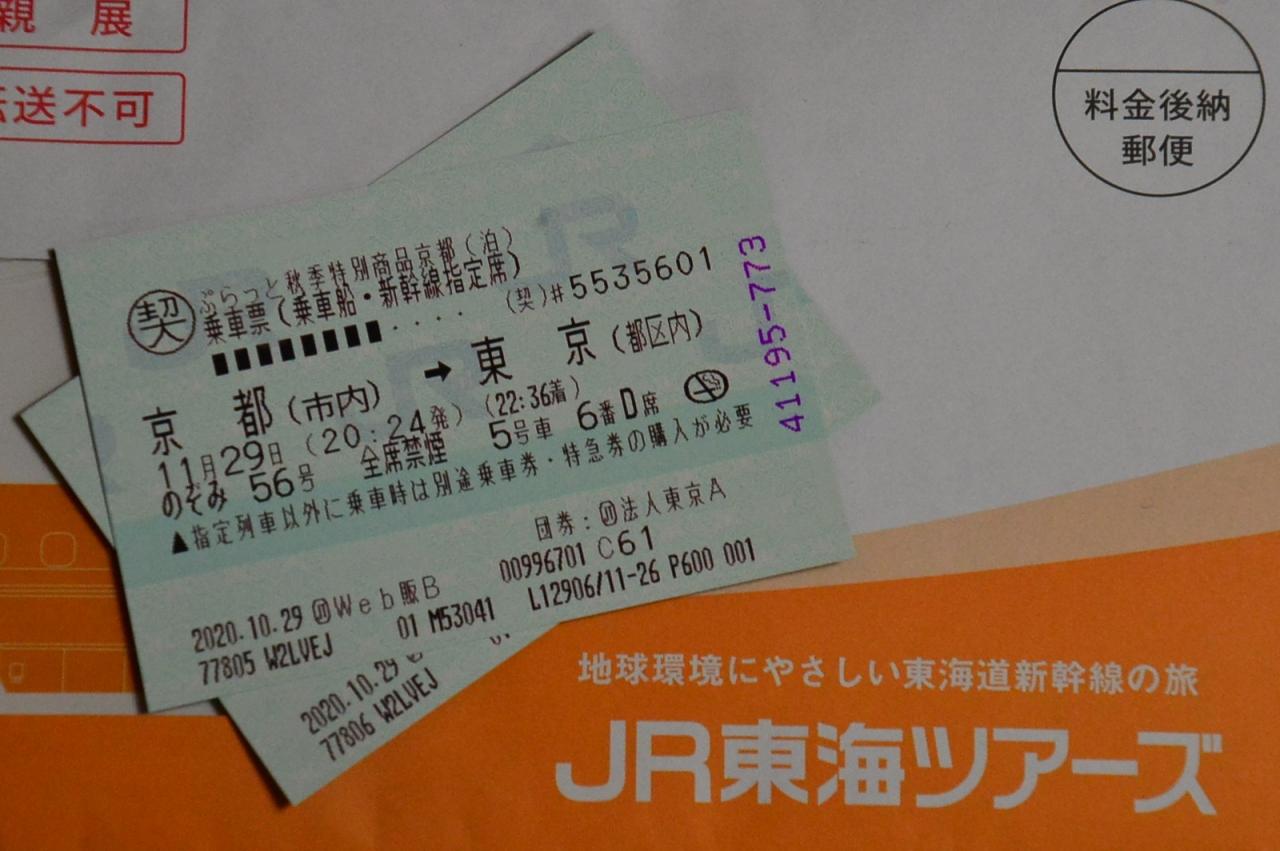 親展
転送不可
料金後納
郵便
契
ぷらっと秋季特別商品京都(泊)
乗車票(乗車船・新幹線指定席)
(契)#5535601
京都(市内) → 東京(都区内)
11月29日(20:24発)(22:36着)
のぞみ 56号 全席禁煙 5号車 6番D席
▲指定列車以外に乗車時は別途乗車券・特急券の購入が必要
団券:㋾法人東京A
00996701 C61
2020.10.29 Web販B
77805 W2LVEJ 01 M53041 L12906/11-26 P600 001
41195-773
2020.10.29
77806 W2LVEJ
01
地球環境にやさしい東海道新幹線の旅
JR東海ツアーズ